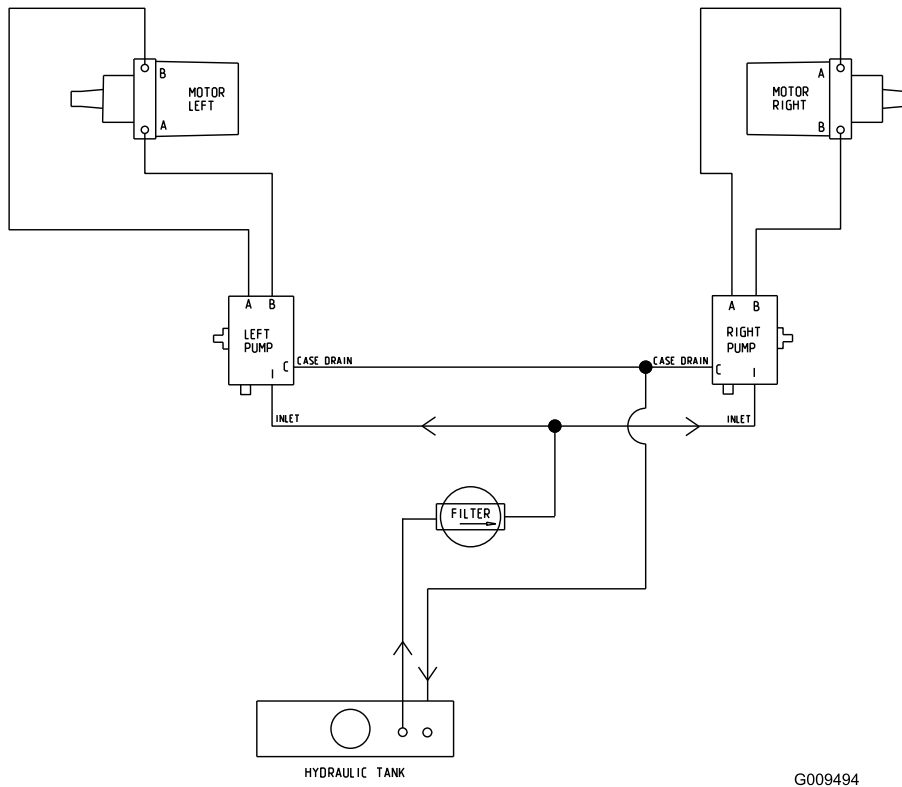 B
MOTOR
LEFT
A
A
MOTOR
RIGHT
B
A B
LEFT
PUMP
C
I
CASE DRAIN
INLET
A B
RIGHT
PUMP
CASE DRAIN
C
I
INLET
FILTER
HYDRAULIC TANK
G009494